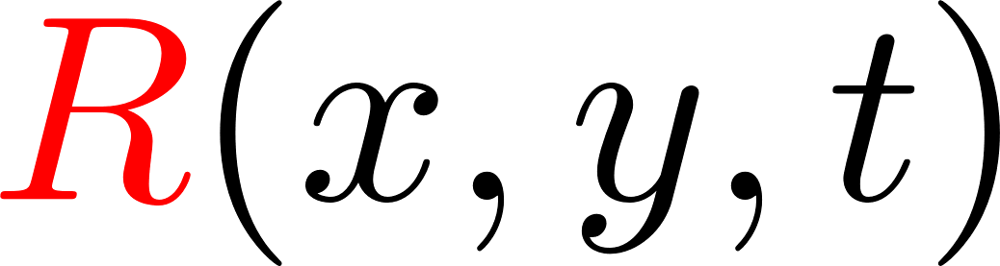 R(x, y, t)